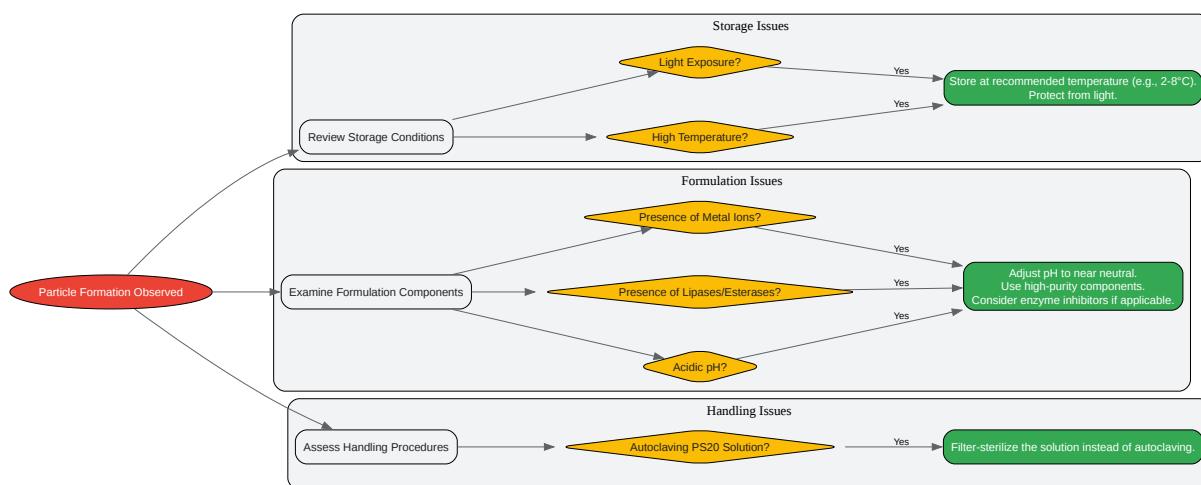 Storage Issues
Light Exposure?
Yes
Store at recommended temperature (e.g., 2-8°C).
Protect from light.
Yes
Review Storage Conditions
High Temperature?
Formulation Issues
Presence of Metal Ions?
Yes
Particle Formation Observed
Examine Formulation Components
Presence of Lipases/Esterases?
Yes
Adjust pH to near neutral.
Use high-purity components.
Consider enzyme inhibitors if applicable.
Yes
Acidic pH?
Handling Issues
Assess Handling Procedures
Autoclaving PS20 Solution?
Yes
Filter-sterilize the solution instead of autoclaving.